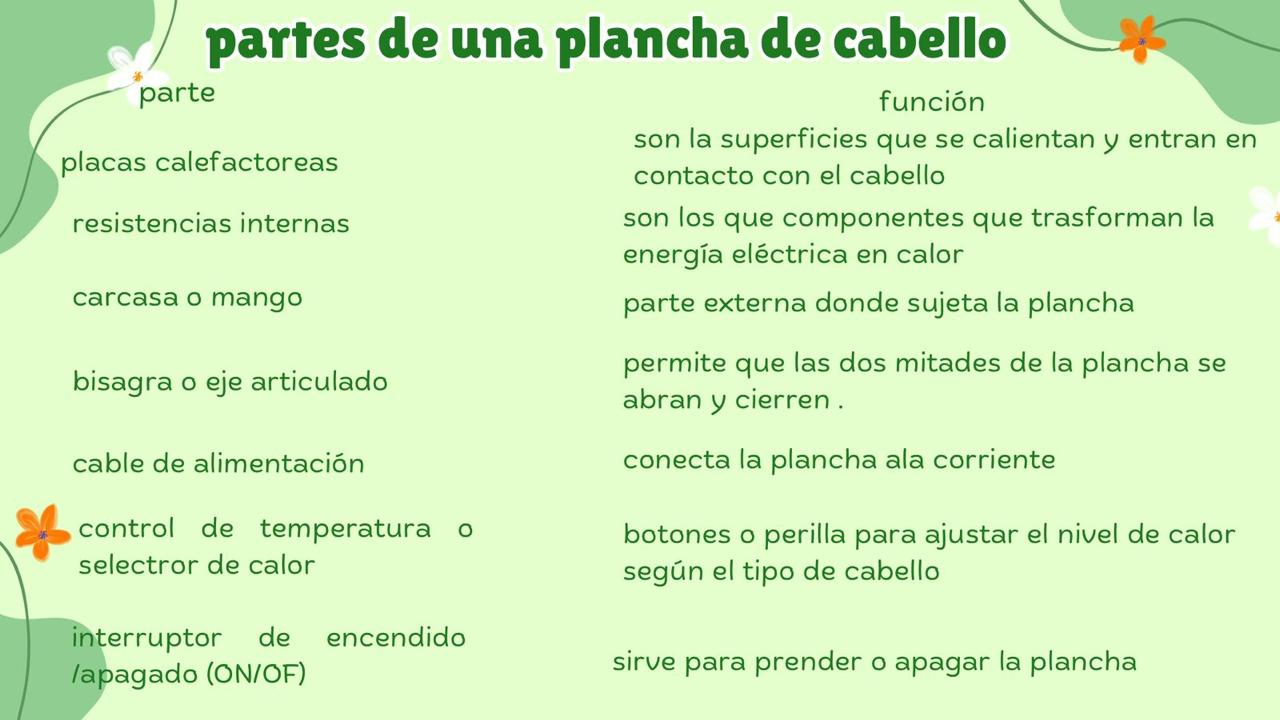 partes de una plancha de cabello
parte
función
placas calefactoreas
son la superficies que se calientan y entran en
contacto con el cabello
resistencias internas
son los que componentes que trasforman la
energía eléctrica en calor
carcasa o mango
parte externa donde sujeta la plancha
bisagra o eje articulado
permite que las dos mitades de la plancha se
abran y cierren .
cable de alimentación
conecta la plancha ala corriente
control de temperatura o
selectror de calor
botones o perilla para ajustar el nivel de calor
según el tipo de cabello
interruptor de encendido
/apagado (ON/OF)
sirve para prender o apagar la plancha